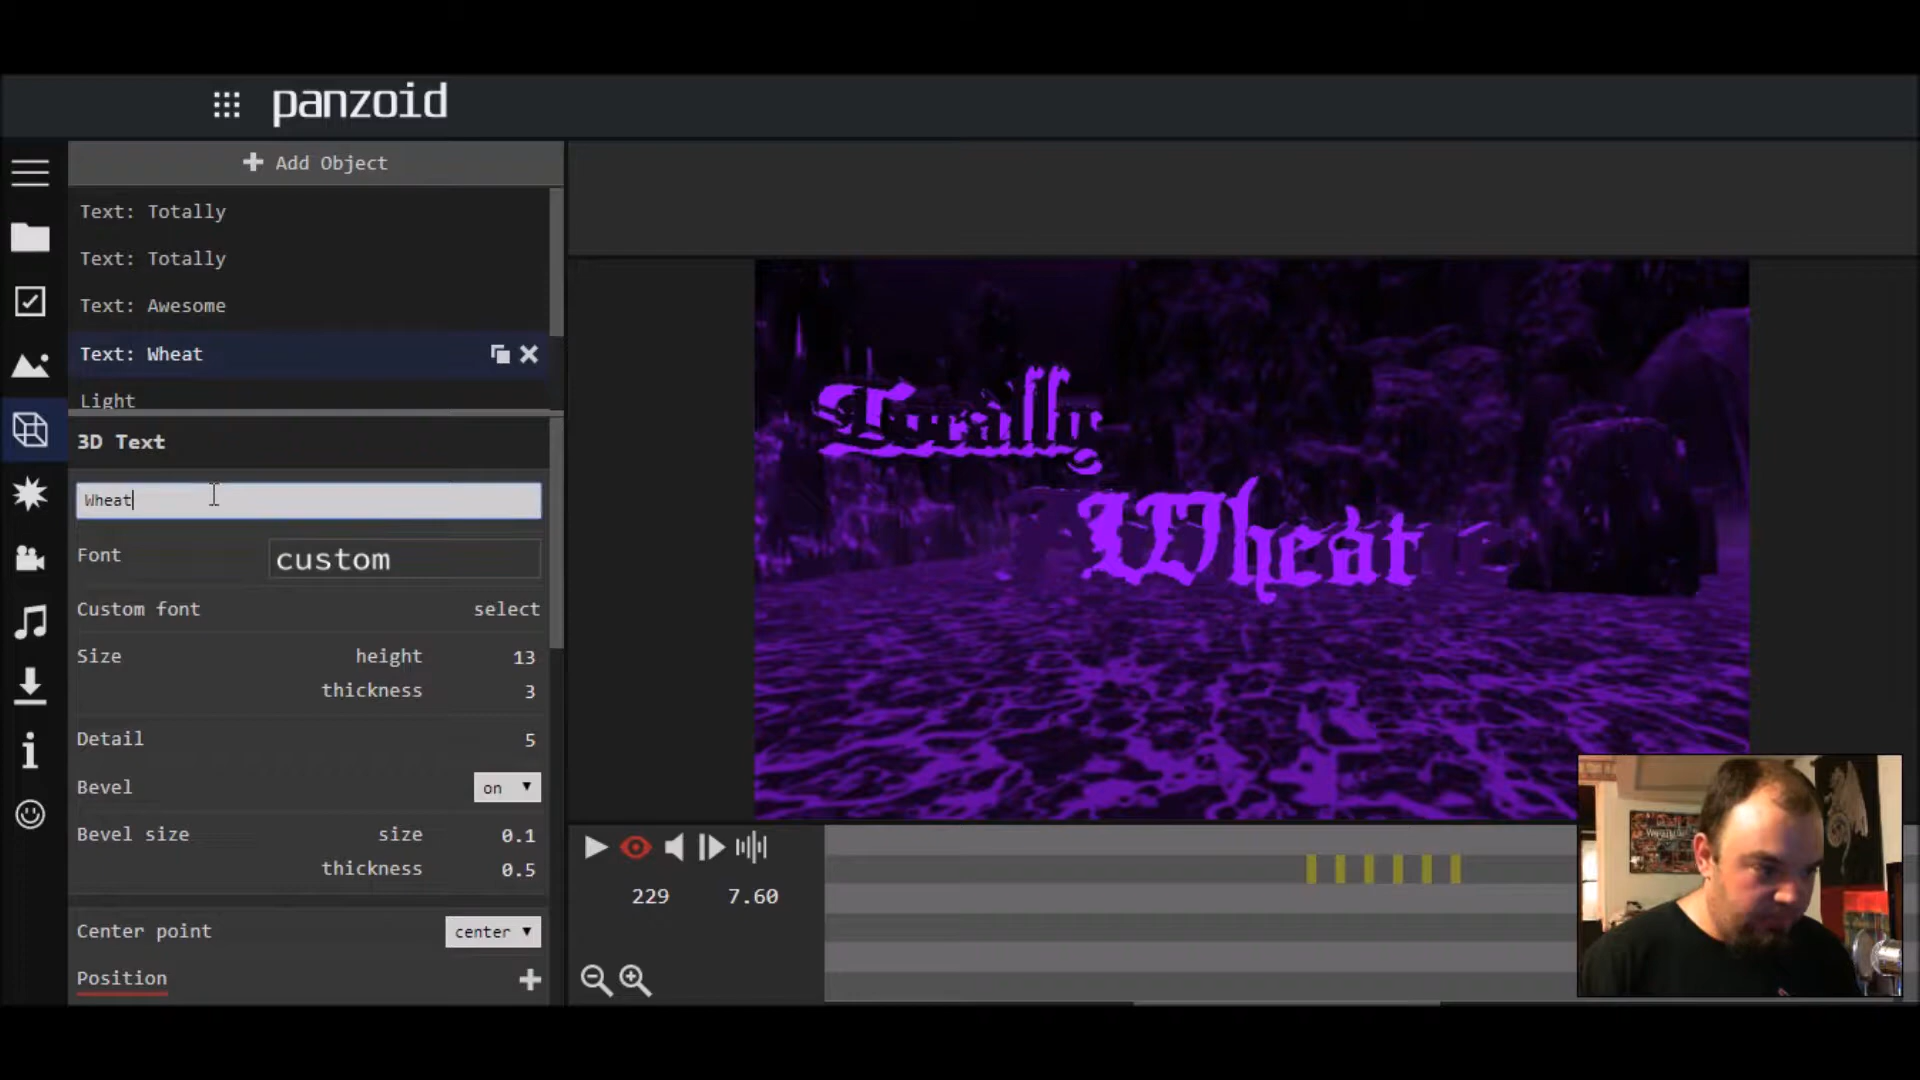 panzoid
Add Object
Text: Totally
Text: Totally
Text: Awesome
Text: Wheat
Light
3D Text
Wheat
Font custom
Custom font select
Size height 13
thickness 3
Detail 5
Bevel on
Bevel size size 0.1
thickness 0.5
Center point center
Position
Totally
Wheat
229 7.60